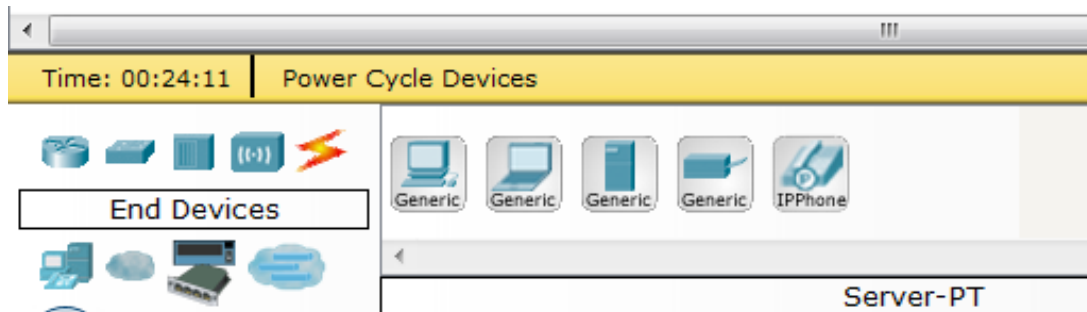 Time: 00:24:11 Power Cycle Devices
Generic Generic Generic Generic IPPhone
End Devices
Server-PT